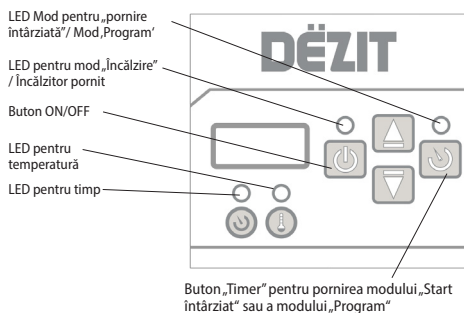 LED Mod pentru „pornire
întârziată”/ Mod‚Program‘
LED pentru mod „Încălzire”
/ Încălzitor pornit
Buton ON/OFF
LED pentru
temperatură
LED pentru timp
DËZIT
Buton „Timer” pentru pornirea modului „Start
întârziat“ sau a modului „Program“